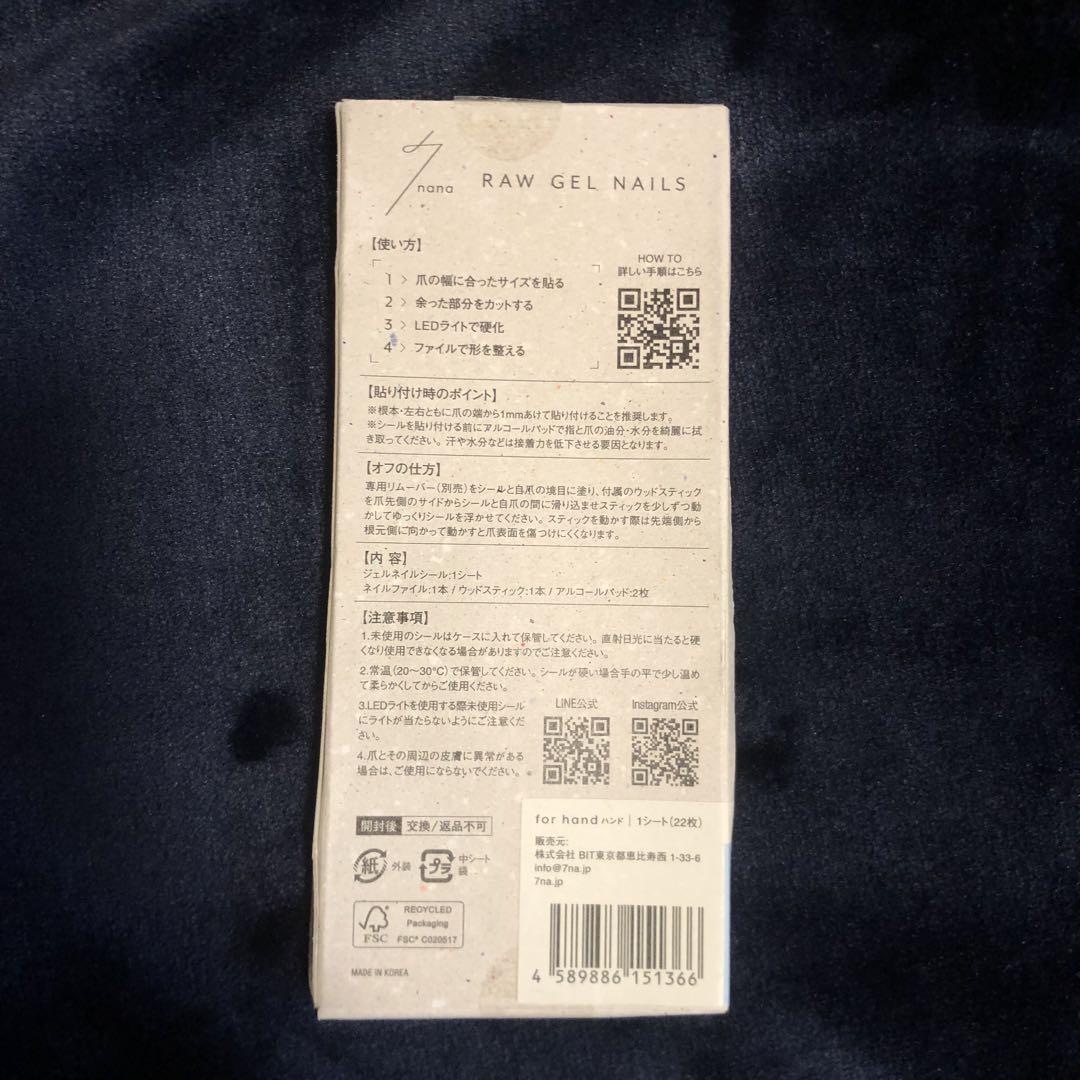 7 nana
RAW GEL NAILS
【使い方】
1 > 爪の幅に合ったサイズを貼る
2 > 余った部分をカットする
3 > LEDライトで硬化
4 > ファイルで形を整える
HOW TO
詳しい手順はこちら
【貼り付け時のポイント】
※根本・左右ともに爪の端から1mmあけて貼り付けることを推奨します。
※シールを貼り付ける前にアルコールパッドで指と爪の油分・水分を綺麗に拭
き取ってください。汗や水分などは接着力を低下させる要因となります。
【オフの仕方】
専用リムーバー(別売)をシールと自爪の境目に塗り、付属のウッドスティック
を爪先側のサイドからシールと自爪の間に滑り込ませスティックを少しずつ動
かしてゆっくりシールを浮かせてください。スティックを動かす際は先端側から
根元側に向かって動かすと爪表面を傷つけにくくなります。
【内 容】
ジェルネイルシール:1シート
ネイルファイル:1本 / ウッドスティック:1本 / アルコールパッド:2枚
【注意事項】
1.未使用のシールはケースに入れて保管してください。直射日光に当たると硬
くなり使用できなくなる場合がありますのでご注意ください。
2.常温(20〜30℃)で保管してください。シールが硬い場合手の平で少し温め
て柔らかくしてからご使用ください。
3.LEDライトを使用する際未使用シール
にライトが当たらないようにご注意くだ
さい。
4.爪とその周辺の皮膚に異常がある
場合は、ご使用にならないでください。
LINE公式
Instagram公式
開封後 交換/返品不可
紙 外装
プラ 中シート
袋
FSC
RECYCLED
Packaging
FSC® C020517
MADE IN KOREA
for hand ハンド | 1シート(22枚)
販売元:
株式会社 BIT東京都恵比寿西 1-33-6
info@7na.jp
7na.jp
4 589886 151366